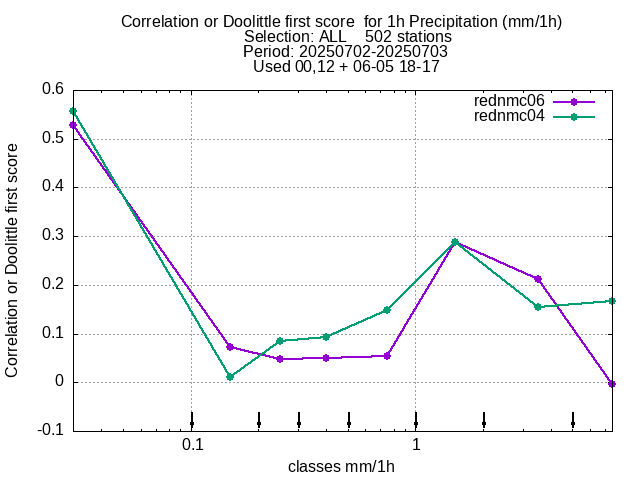 Correlation or Doolittle first score  for 1h Precipitation (mm/1h)
Selection: ALL    502 stations
Period: 20250702-20250703
Used 00,12 + 06-05 18-17
rednmc06
rednmc04
0.6
0.5
0.4
0.3
0.2
0.1
0
-0.1
Correlation or Doolittle first score
0.1
1
classes mm/1h